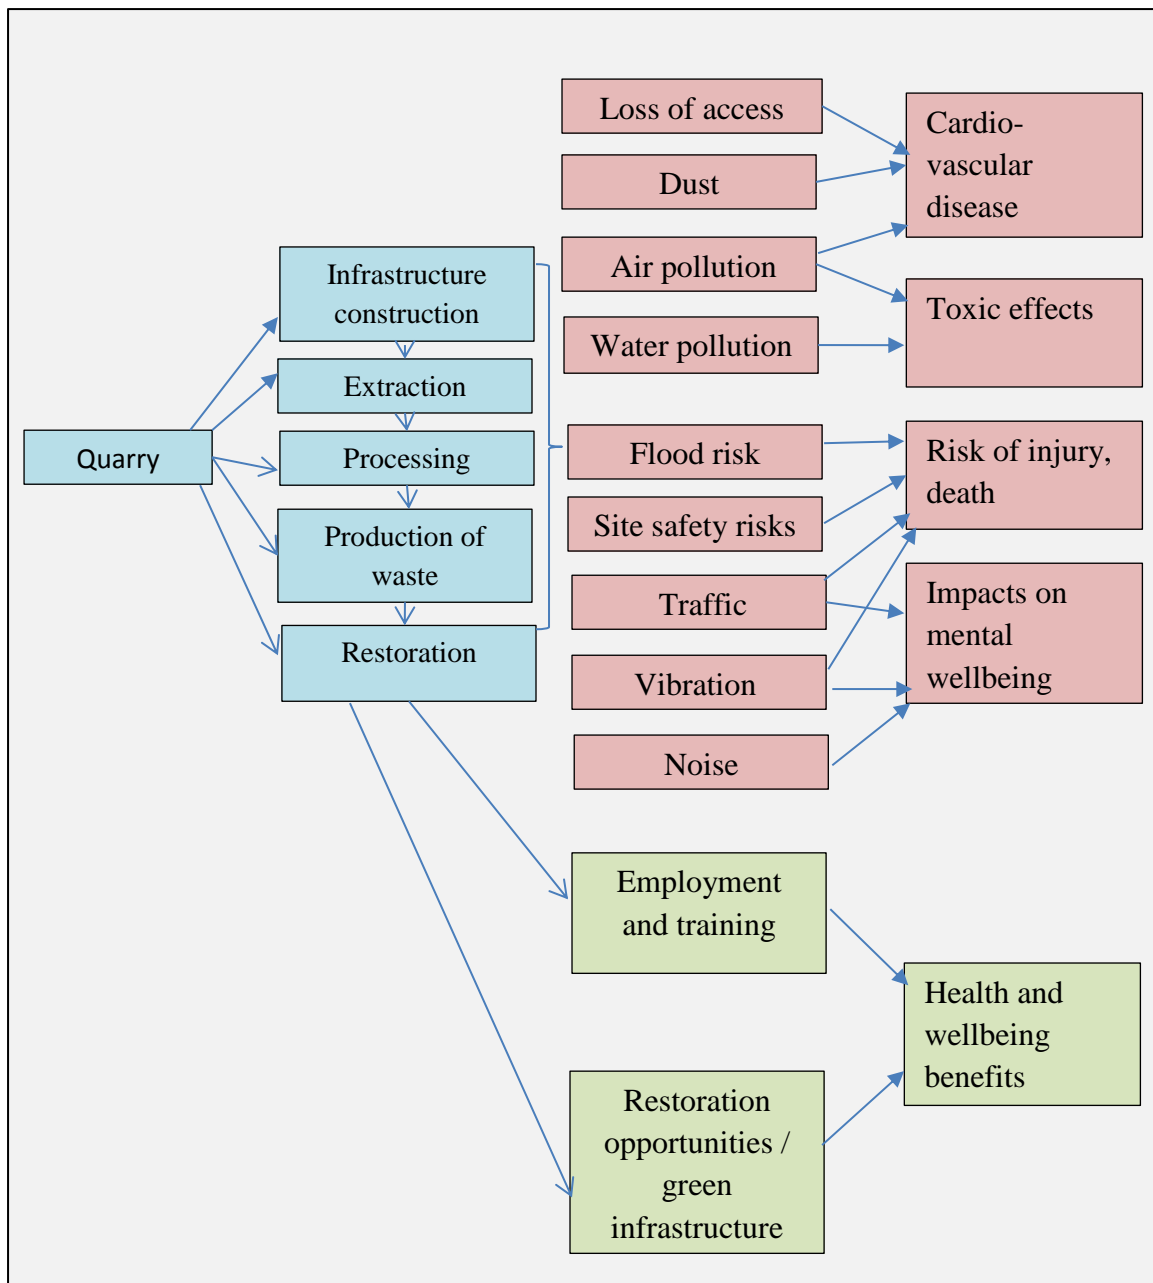 Quarry
Infrastructure
construction
Extraction
Processing
Production of
waste
Restoration
Loss of access
Dust
Air pollution
Water pollution
Flood risk
Site safety risks
Traffic
Vibration
Noise
Cardio-
vascular
disease
Toxic effects
Risk of injury,
death
Impacts on
mental
wellbeing
Employment
and training
Restoration
opportunities /
green
infrastructure
Health and
wellbeing
benefits